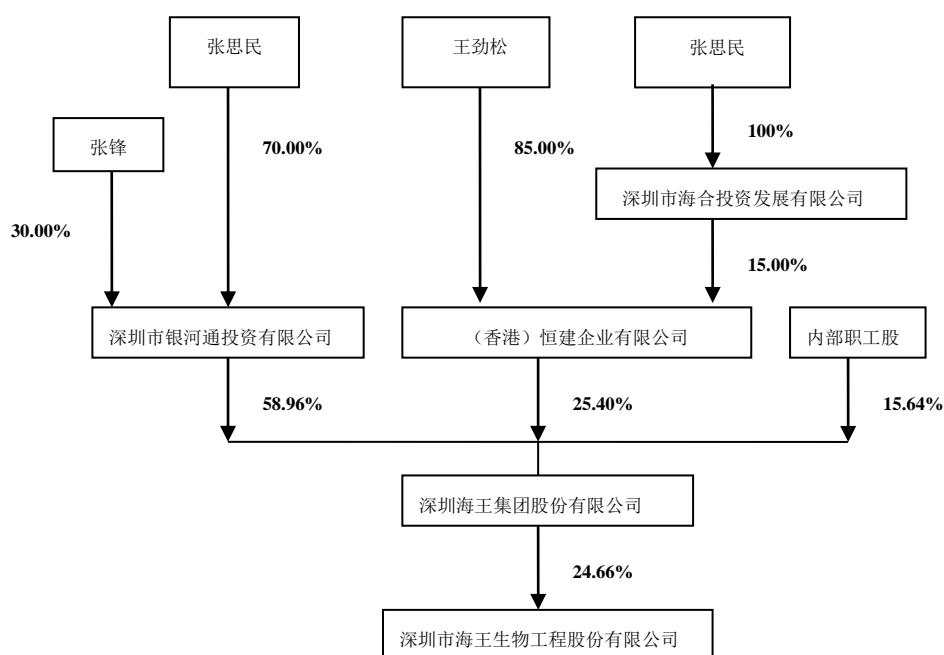 张思民
王劲松
张思民
张锋
70.00%
85.00%
100%
深圳市海合投资发展有限公司
30.00%
15.00%
深圳市银河通投资有限公司
（香港）恒建企业有限公司
内部职工股
58.96%
25.40%
15.64%
深圳海王集团股份有限公司
24.66%
深圳市海王生物工程股份有限公司